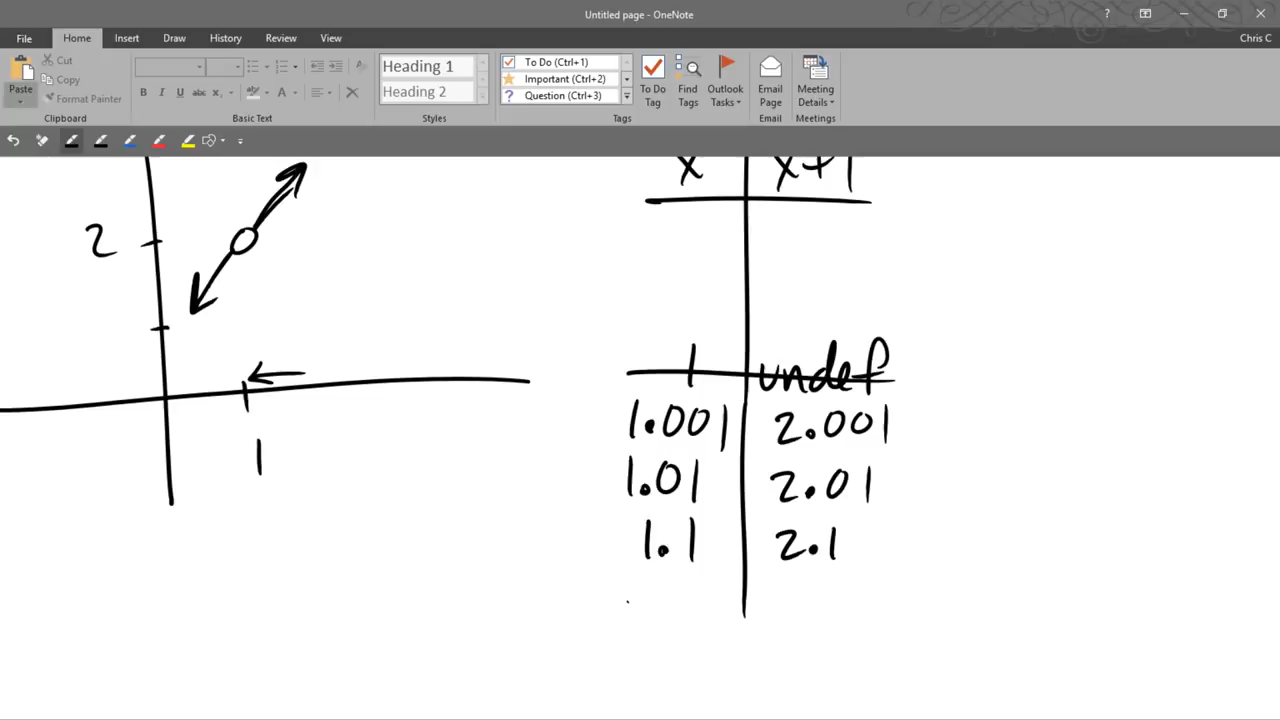 Untitled page - OneNote
?
File Home Insert Draw History Review View
Chris C
Paste
Cut
Copy
Format Painter
Clipboard
B I U abc x₂ A
Basic Text
Heading 1
Heading 2
Styles
To Do (Ctrl+1)
Important (Ctrl+2)
? Question (Ctrl+3)
To Do Tag
Find Tags
Outlook Tasks
Tags
Email Page
Email
Meeting Details
Meetings
2
1
x x+1
1 undef
1.001 2.001
1.01 2.01
1.1 2.1